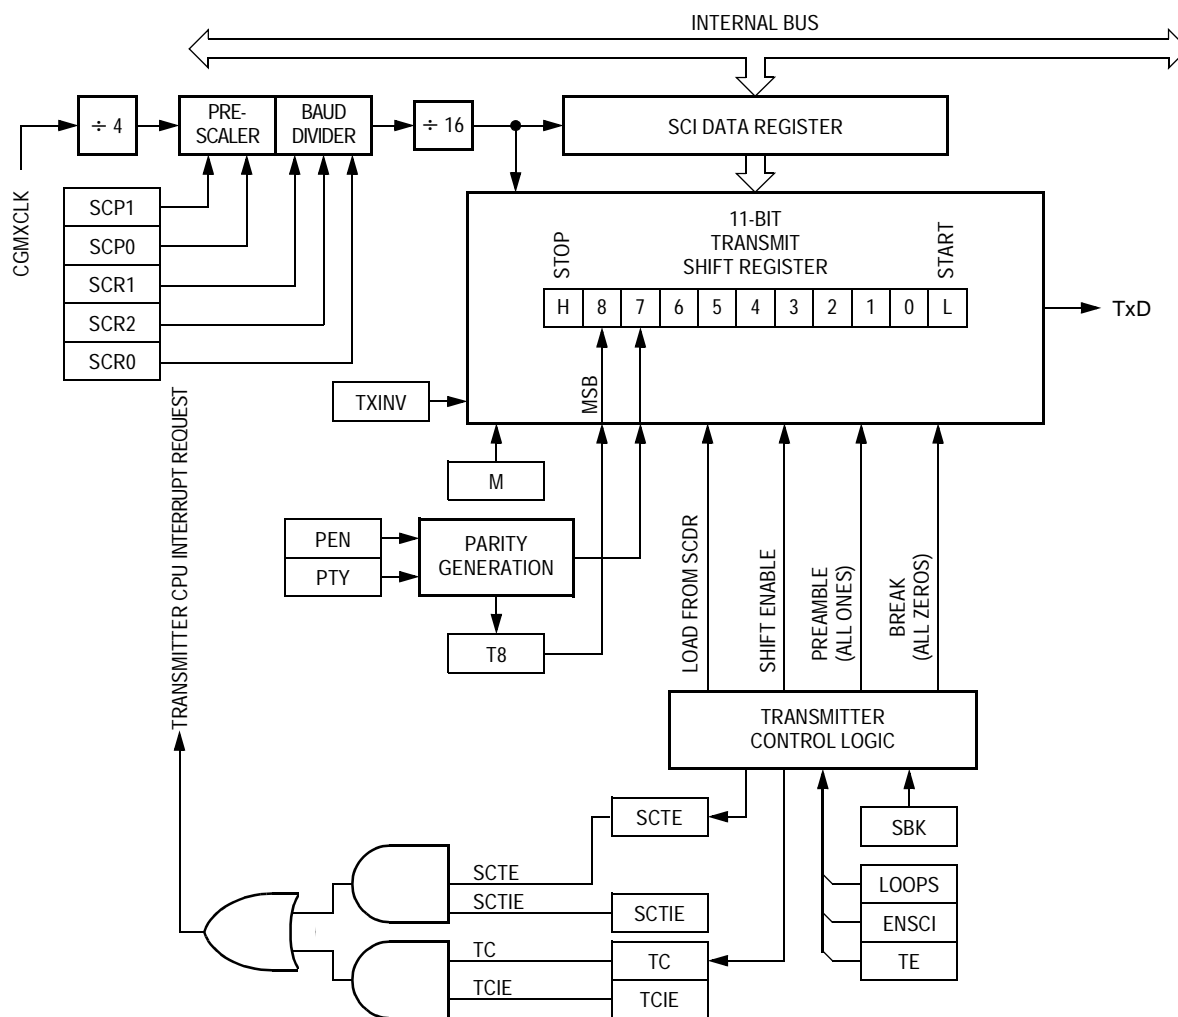 INTERNAL BUS
÷ 4
PRE-
SCALER
BAUD
DIVIDER
÷ 16
SCI DATA REGISTER
CGMXCLK
SCP1
SCP0
SCR1
SCR2
SCR0
11-BIT
TRANSMIT
SHIFT REGISTER
STOP
START
H 8 7 6 5 4 3 2 1 0 L
TxD
MSB
TXINV
M
PEN
PTY
PARITY
GENERATION
T8
TRANSMITTER CPU INTERRUPT REQUEST
LOAD FROM SCDR
SHIFT ENABLE
PREAMBLE
(ALL ONES)
BREAK
(ALL ZEROS)
TRANSMITTER
CONTROL LOGIC
SCTE
SBK
SCTE
SCTIE
SCTIE
LOOPS
ENSCI
TE
TC
TC
TCIE
TCIE